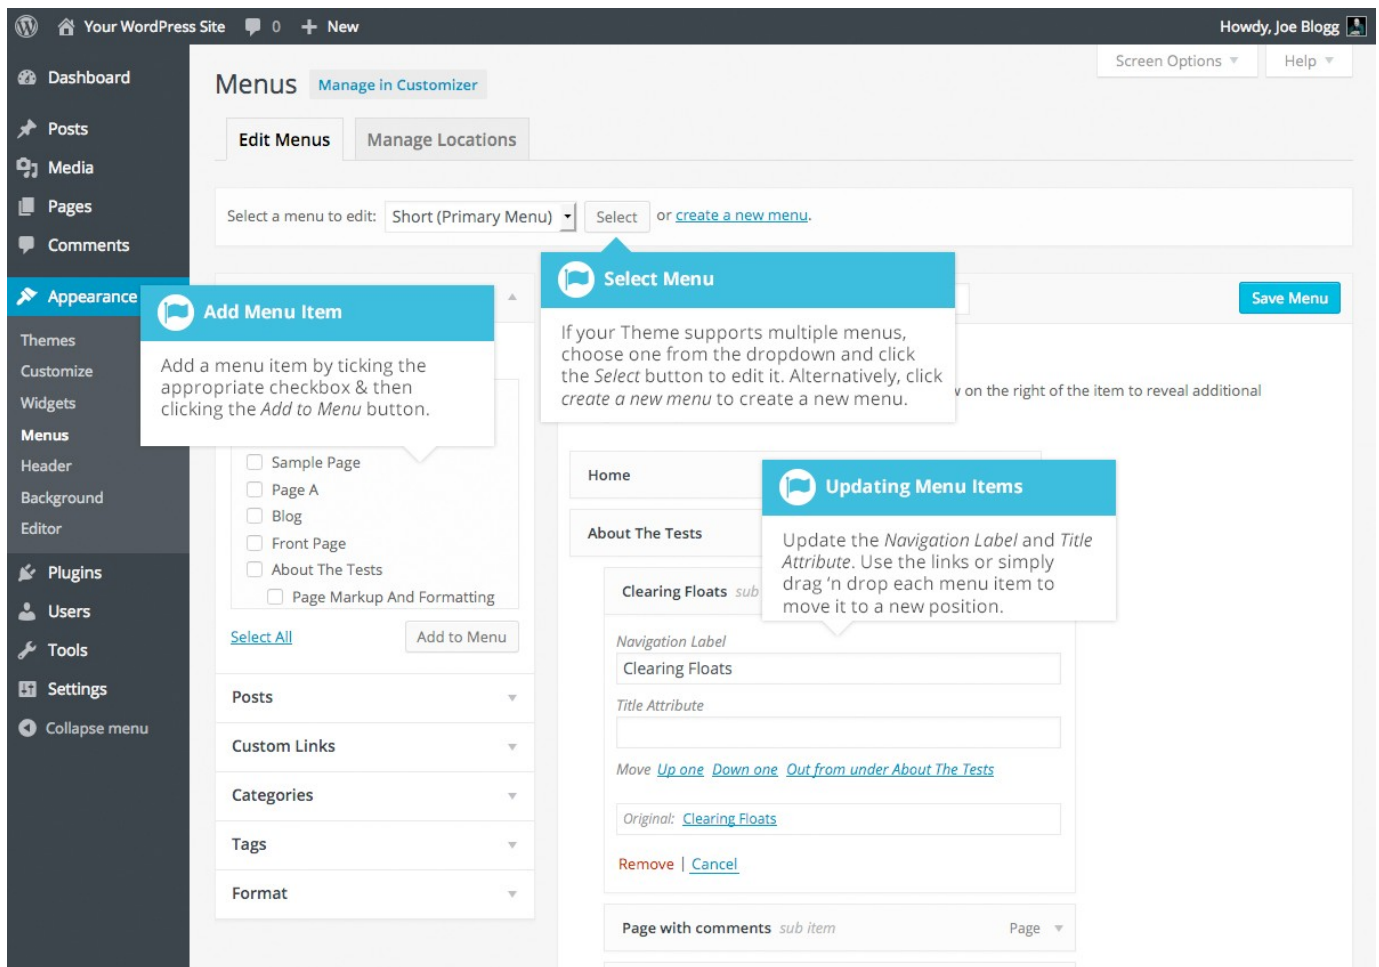 Your WordPress Site 0 New Howdy, Joe Blogg
Screen Options Help
Dashboard
Posts
Media
Pages
Comments
Appearance
Themes
Customize
Widgets
Menus
Header
Background
Editor
Plugins
Users
Tools
Settings
Collapse menu
Menus Manage in Customizer
Edit Menus Manage Locations
Select a menu to edit: Short (Primary Menu) Select or create a new menu.
Select Menu
If your Theme supports multiple menus,
choose one from the dropdown and click
the Select button to edit it. Alternatively, click
create a new menu to create a new menu.
Save Menu
Add Menu Item
Add a menu item by ticking the
appropriate checkbox & then
clicking the Add to Menu button.
on the right of the item to reveal additional
Sample Page
Page A
Blog
Front Page
About The Tests
Page Markup And Formatting
Select All Add to Menu
Posts
Custom Links
Categories
Tags
Format
Home
About The Tests
Updating Menu Items
Update the Navigation Label and Title
Attribute. Use the links or simply
drag ‘n drop each menu item to
move it to a new position.
Clearing Floats sub
Navigation Label
Clearing Floats
Title Attribute
Move Up one Down one Out from under About The Tests
Original: Clearing Floats
Remove | Cancel
Page with comments sub item Page